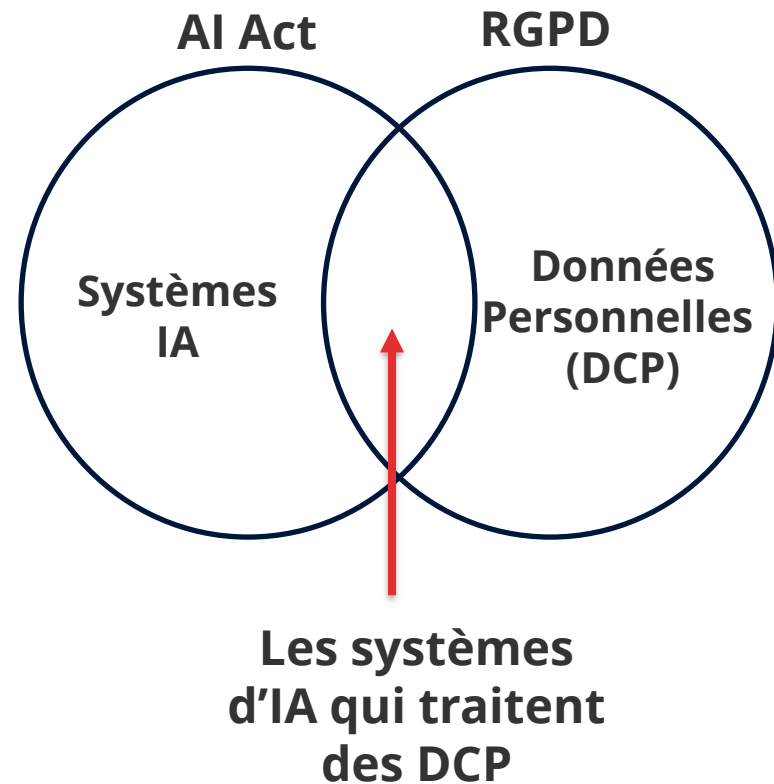 AI Act
RGPD
Systèmes
IA
Données
Personnelles
(DCP)
Les systèmes
d’IA qui traitent
des DCP